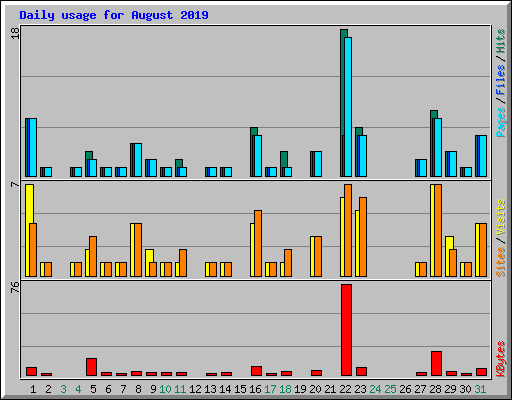 Daily usage for August 2019
18
Pages / Files / Hits
7
Sites / Visits
76
KBytes
1 2 3 4 5 6 7 8 9 10 11 12 13 14 15 16 17 18 19 20 21 22 23 24 25 26 27 28 29 30 31